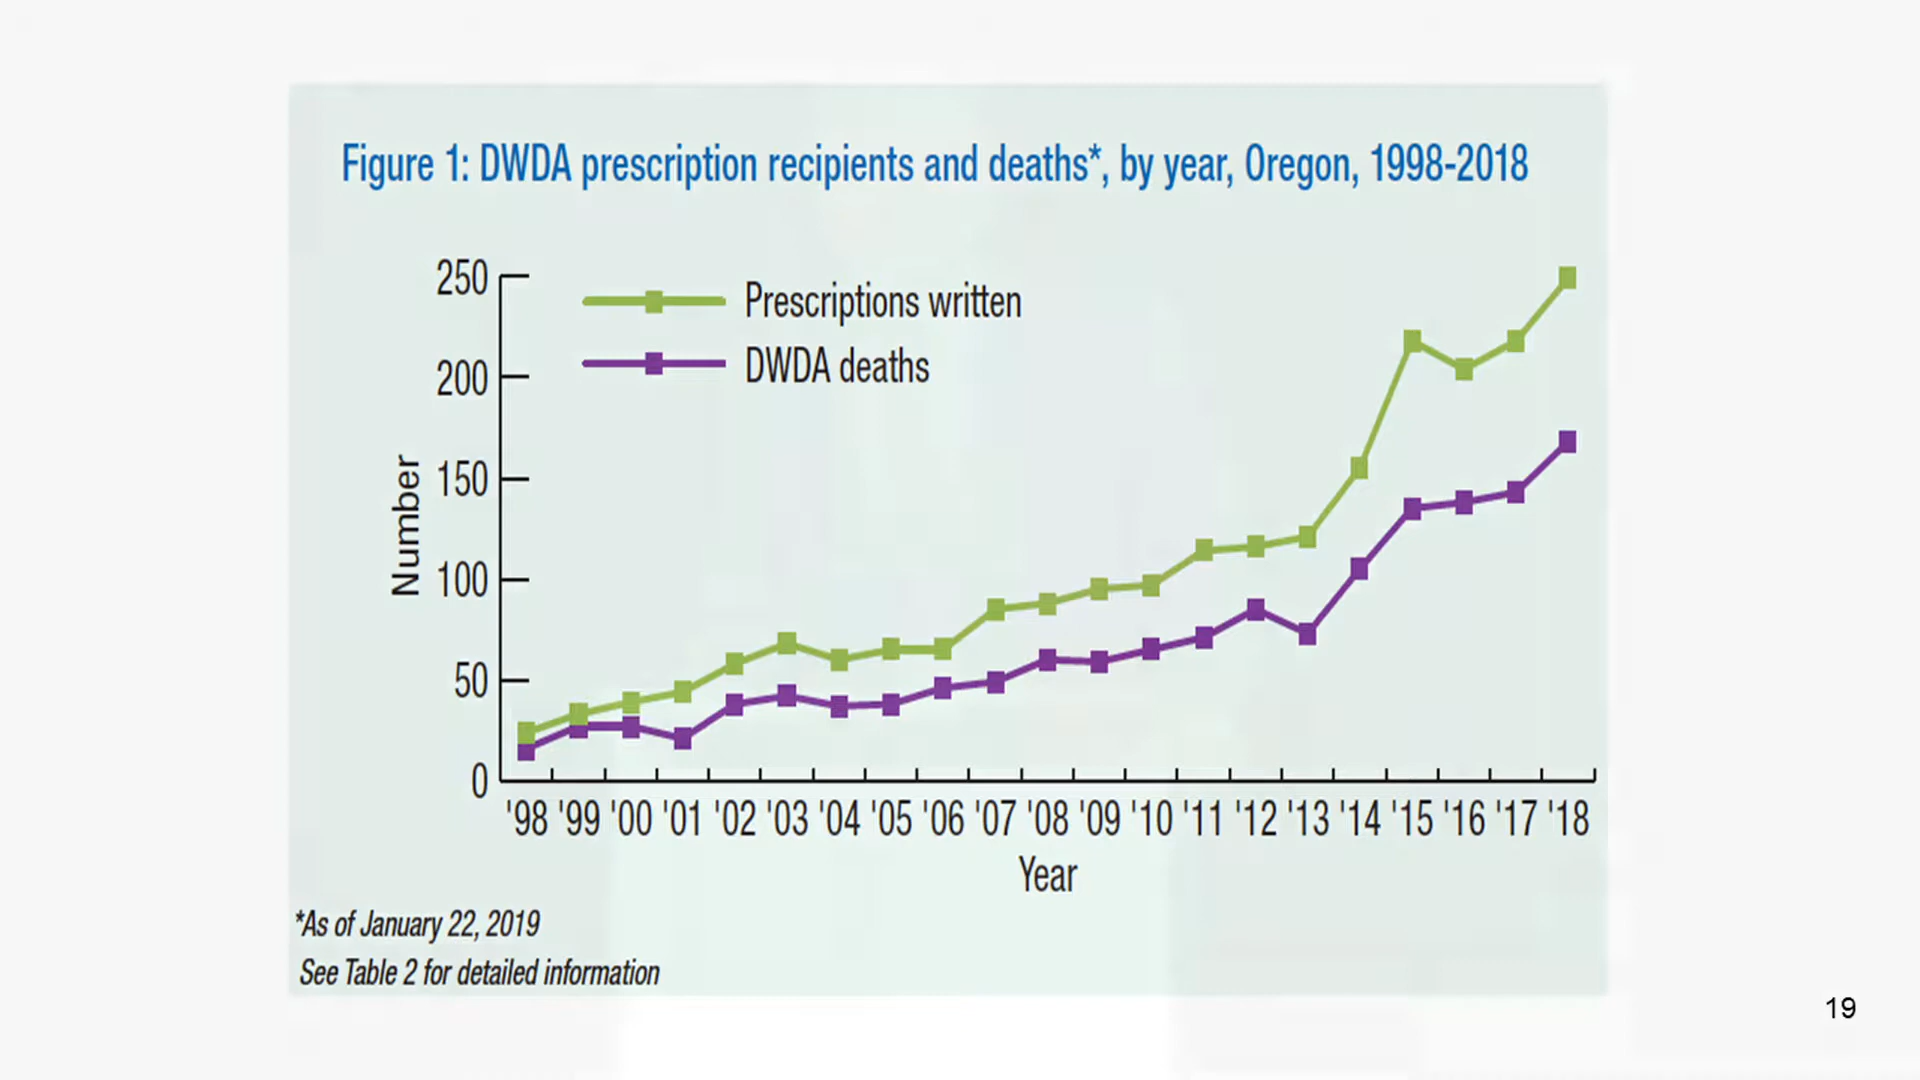 Figure 1: DWDA prescription recipients and deaths*, by year, Oregon, 1998-2018
250
200
150
100
50
0
Number
Prescriptions written
DWDA deaths
'98 '99 '00 '01 '02 '03 '04 '05 '06 '07 '08 '09 '10 '11 '12 '13 '14 '15 '16 '17 '18
Year
*As of January 22, 2019
See Table 2 for detailed information
19